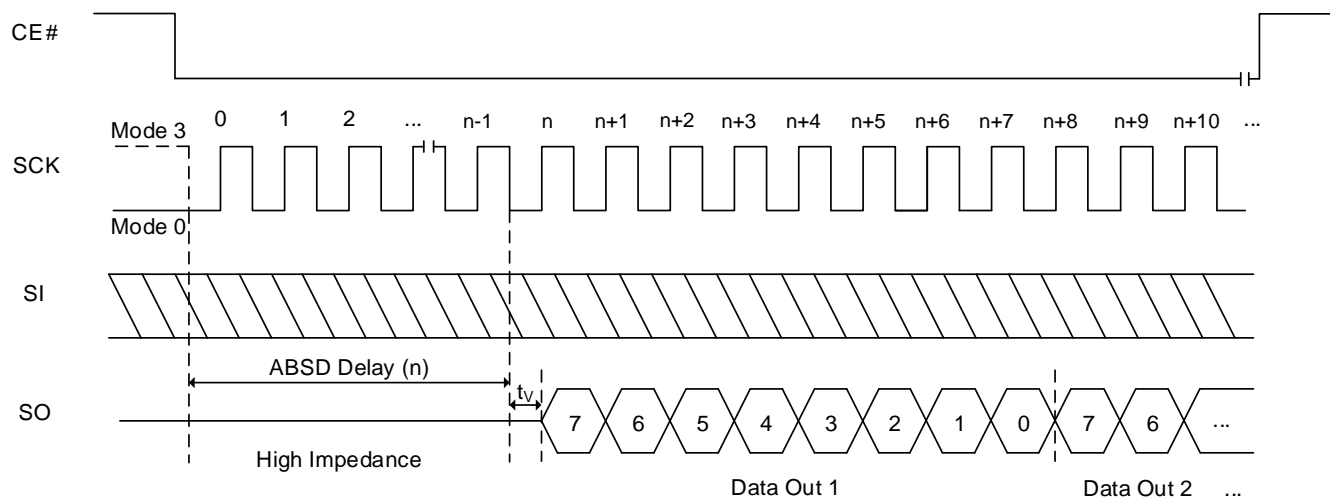 CE#
Mode 3
0 1 2 ... n-1 n n+1 n+2 n+3 n+4 n+5 n+6 n+7 n+8 n+9 n+10 ...
SCK
Mode 0
SI
ABSD Delay (n)
tV
SO
7 6 5 4 3 2 1 0 7 6 ...
High Impedance
Data Out 1
Data Out 2 ...